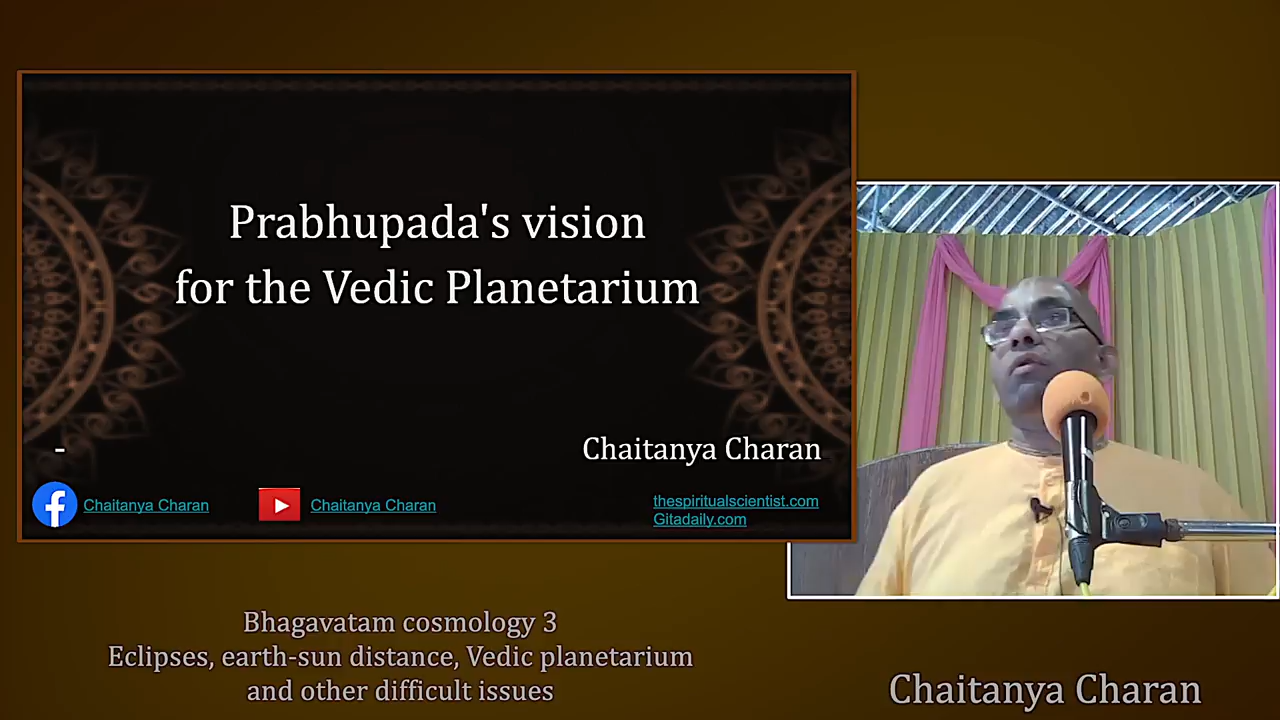 Prabhupada's vision
for the Vedic Planetarium
-
Chaitanya Charan
Chaitanya Charan
Chaitanya Charan
thespiritualscientist.com
Gitadaily.com
Bhagavatam cosmology 3
Eclipses, earth-sun distance, Vedic planetarium
and other difficult issues
Chaitanya Charan